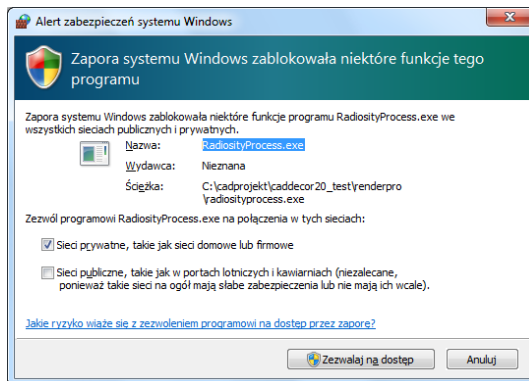 Alert zabezpieczeń systemu Windows
Zapora systemu Windows zablokowała niektóre funkcje tego
programu
Zapora systemu Windows zablokowała niektóre funkcje programu RadiosityProcess.exe we
wszystkich sieciach publicznych i prywatnych.
Nazwa: RadiosityProcess.exe
Wydawca: Nieznana
Ścieżka: C:\cadprojekt\caddecor20_test\renderpro
\radiosityprocess.exe
Zezwól programowi RadiosityProcess.exe na połączenia w tych sieciach:
Sieci prywatne, takie jak sieci domowe lub firmowe
Sieci publiczne, takie jak w portach lotniczych i kawiarniach (niezalecane,
ponieważ takie sieci na ogół mają słabe zabezpieczenia lub nie mają ich wcale).
Jakie ryzyko wiąże się z zezwoleniem programowi na dostęp przez zaporę?
Zezwalaj na dostęp
Anuluj